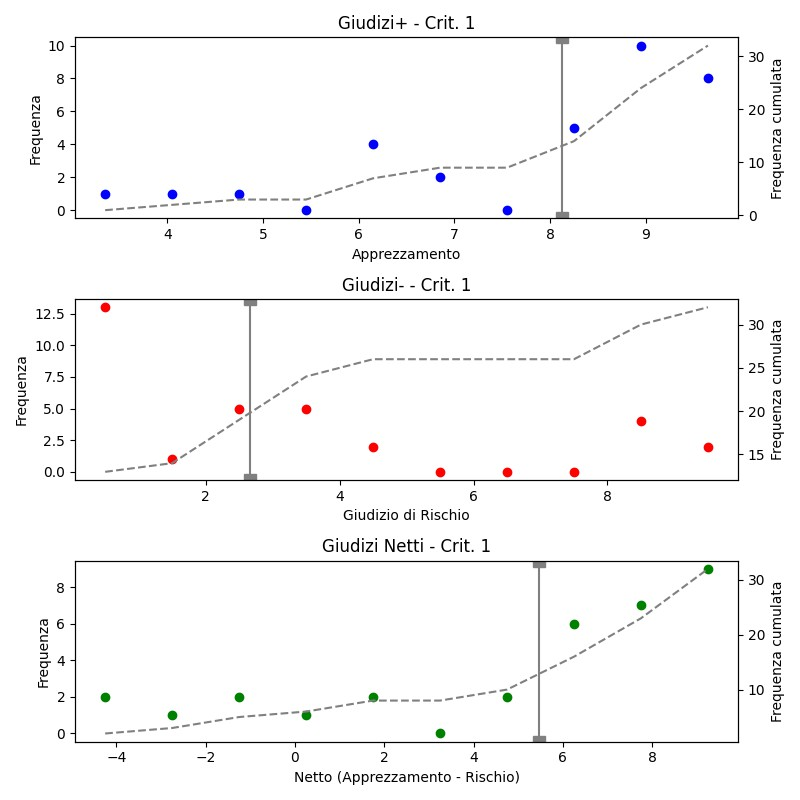 Giudizi+ - Crit. 1
10
8
6
4
2
0
Frequenza
30
20
10
0
Frequenza cumulata
4 5 6 7 8 9
Apprezzamento
Giudizi- - Crit. 1
12.5
10.0
7.5
5.0
2.5
0.0
Frequenza
30
25
20
15
Frequenza cumulata
2 4 6 8
Giudizio di Rischio
Giudizi Netti - Crit. 1
8
6
4
2
0
Frequenza
30
20
10
Frequenza cumulata
−4 −2 0 2 4 6 8
Netto (Apprezzamento - Rischio)